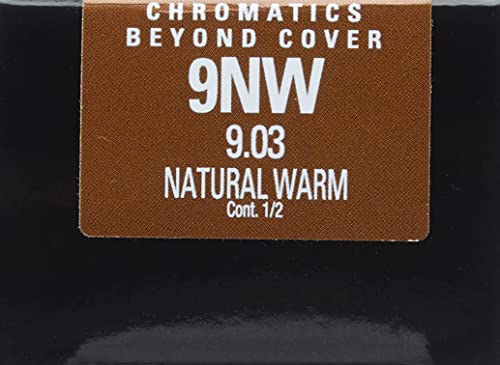 CHROMATICS
BEYOND COVER
9NW
9.03
NATURAL WARM
Cont. 1/2